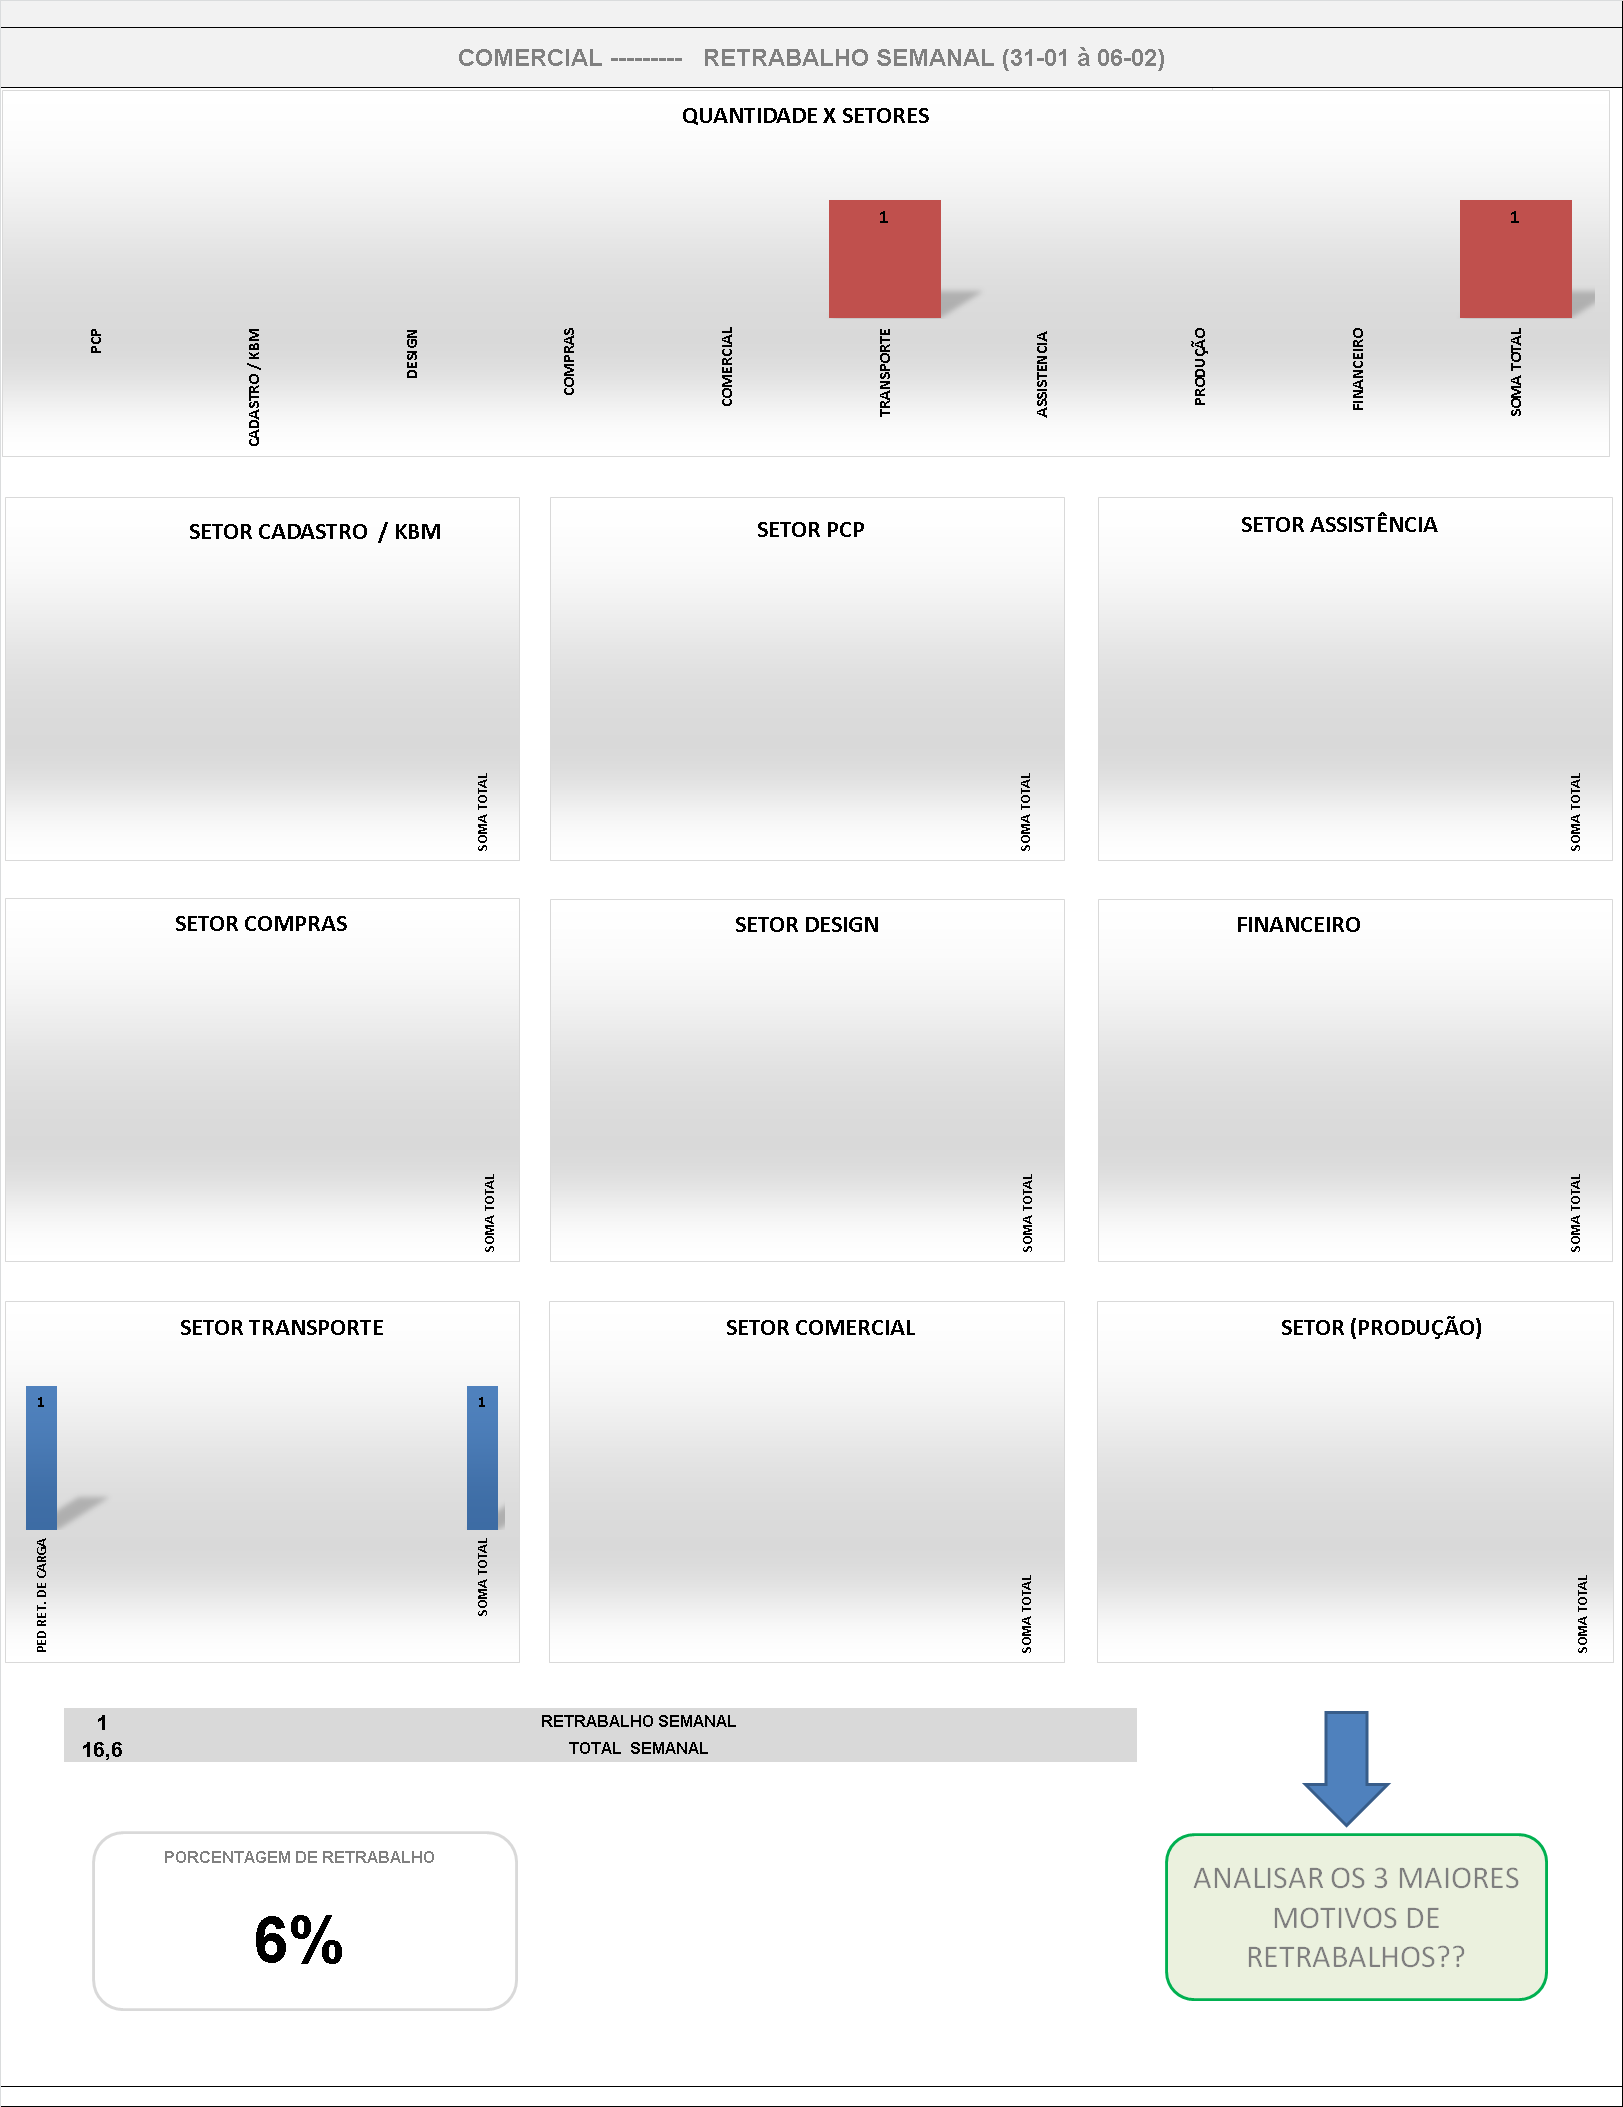 COMERCIAL --------- RETRABALHO SEMANAL (31-01 à 06-02)
QUANTIDADE X SETORES
1
1
PCP
CADASTRO / KBM
DESIGN
COMPRAS
COMERCIAL
TRANSPORTE
ASSISTENCIA
PRODUÇÃO
FINANCEIRO
SOMA TOTAL
SETOR CADASTRO / KBM
SOMA TOTAL
SETOR PCP
SOMA TOTAL
SETOR ASSISTÊNCIA
SOMA TOTAL
SETOR COMPRAS
SOMA TOTAL
SETOR DESIGN
SOMA TOTAL
FINANCEIRO
SOMA TOTAL
SETOR TRANSPORTE
1
1
PED RET. DE CARGA
SOMA TOTAL
SETOR COMERCIAL
SOMA TOTAL
SETOR (PRODUÇÃO)
SOMA TOTAL
1 RETRABALHO SEMANAL
16,6 TOTAL SEMANAL
PORCENTAGEM DE RETRABALHO
6%
ANALISAR OS 3 MAIORES
MOTIVOS DE
RETRABALHOS??